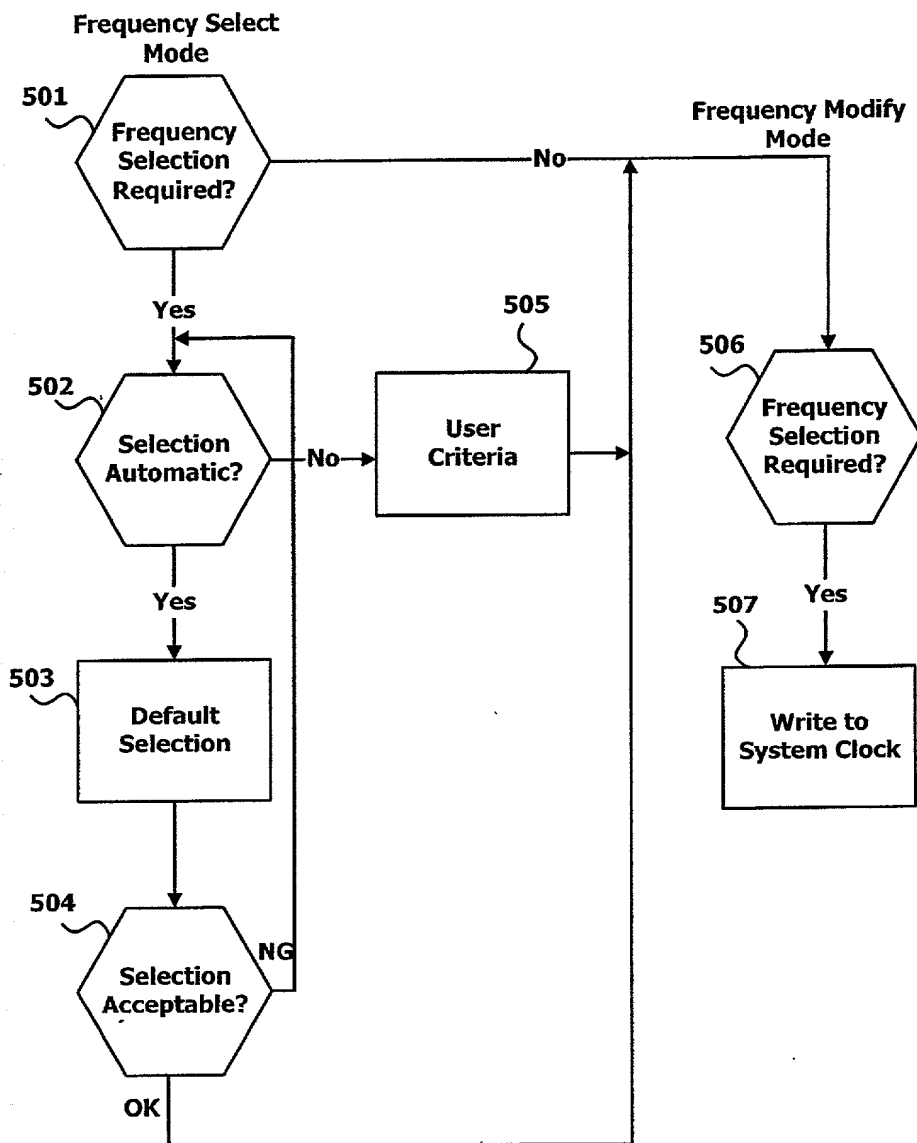 Frequency Select
Mode
501
Frequency
Selection
Required?
No
Frequency Modify
Mode
Yes
505
506
502
Selection
Automatic?
No
User
Criteria
Frequency
Selection
Required?
Yes
Yes
507
503
Default
Selection
Write to
System Clock
504
NG
Selection
Acceptable?
OK